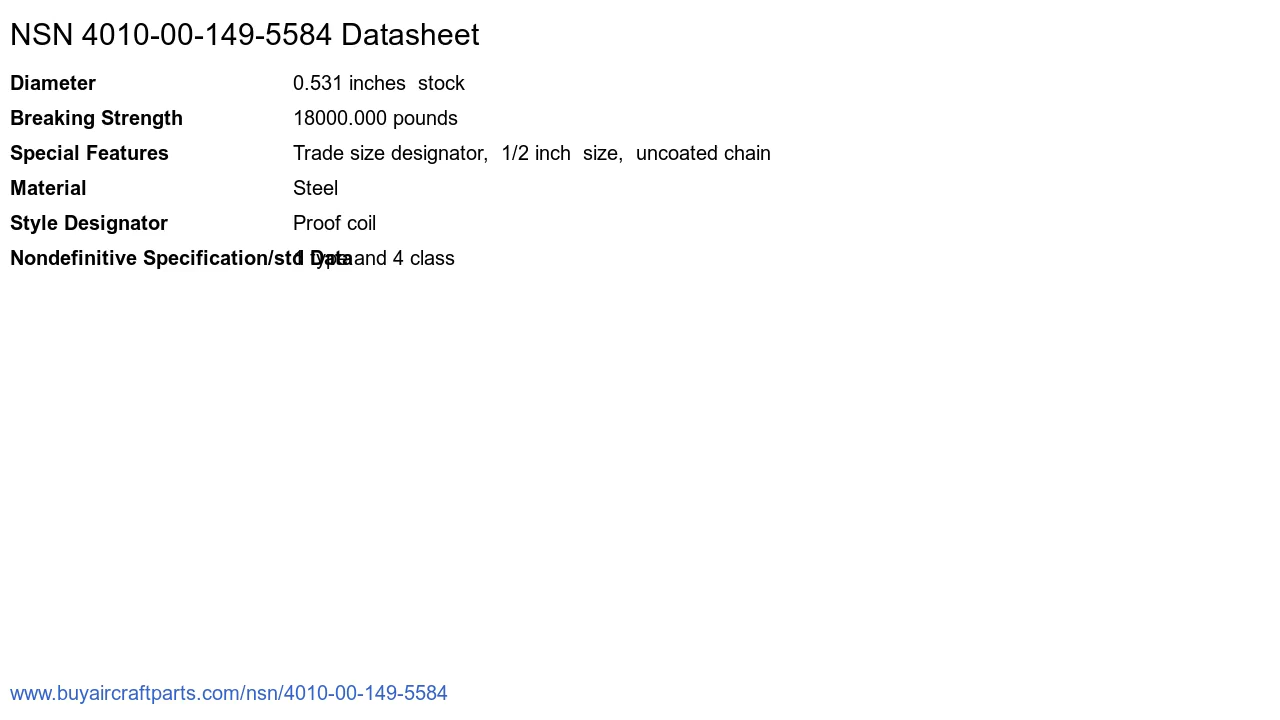 NSN 4010-00-149-5584 Datasheet
Diameter 0.531 inches stock
Breaking Strength 18000.000 pounds
Special Features Trade size designator, 1/2 inch size, uncoated chain
Material Steel
Style Designator Proof coil
Nondefinitive Specification/std Data type and 4 class
www.buyaircraftparts.com/nsn/4010-00-149-5584